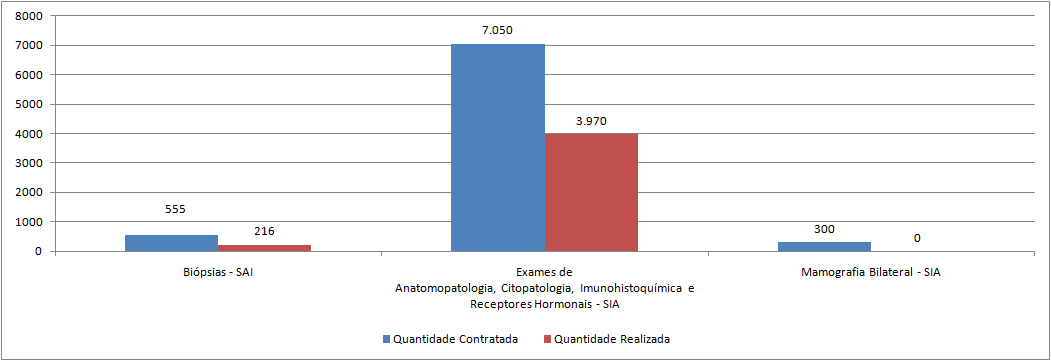 8000
7000
6000
5000
4000
3000
2000
1000
0
555
216
7.050
3.970
300
0
Biópsias - SAI
Exames de
Anatomopatologia, Citopatologia, Imunohistoquímica e
Receptores Hormonais - SIA
Mamografia Bilateral - SIA
Quantidade Contratada
Quantidade Realizada